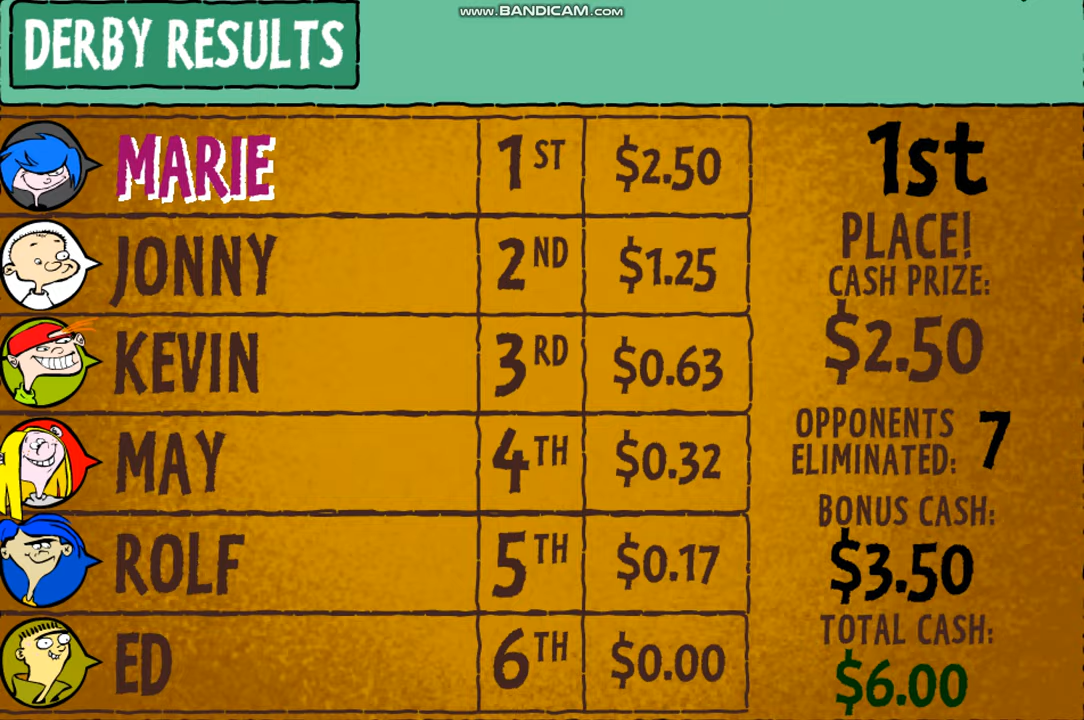 www.BANDICAM.com
DERBY RESULTS
MARIE 1ST $2.50
JONNY 2ND $1.25
KEVIN 3RD $0.63
MAY 4TH $0.32
ROLF 5TH $0.17
ED 6TH $0.00
1st
PLACE!
CASH PRIZE:
$2.50
OPPONENTS
ELIMINATED: 7
BONUS CASH:
$3.50
TOTAL CASH:
$6.00